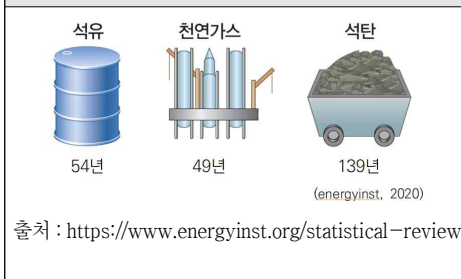 석유 천연가스 석탄
54년 49년 139년
(energyinst, 2020)
출처 : https://www.energyinst.org/statistical-review